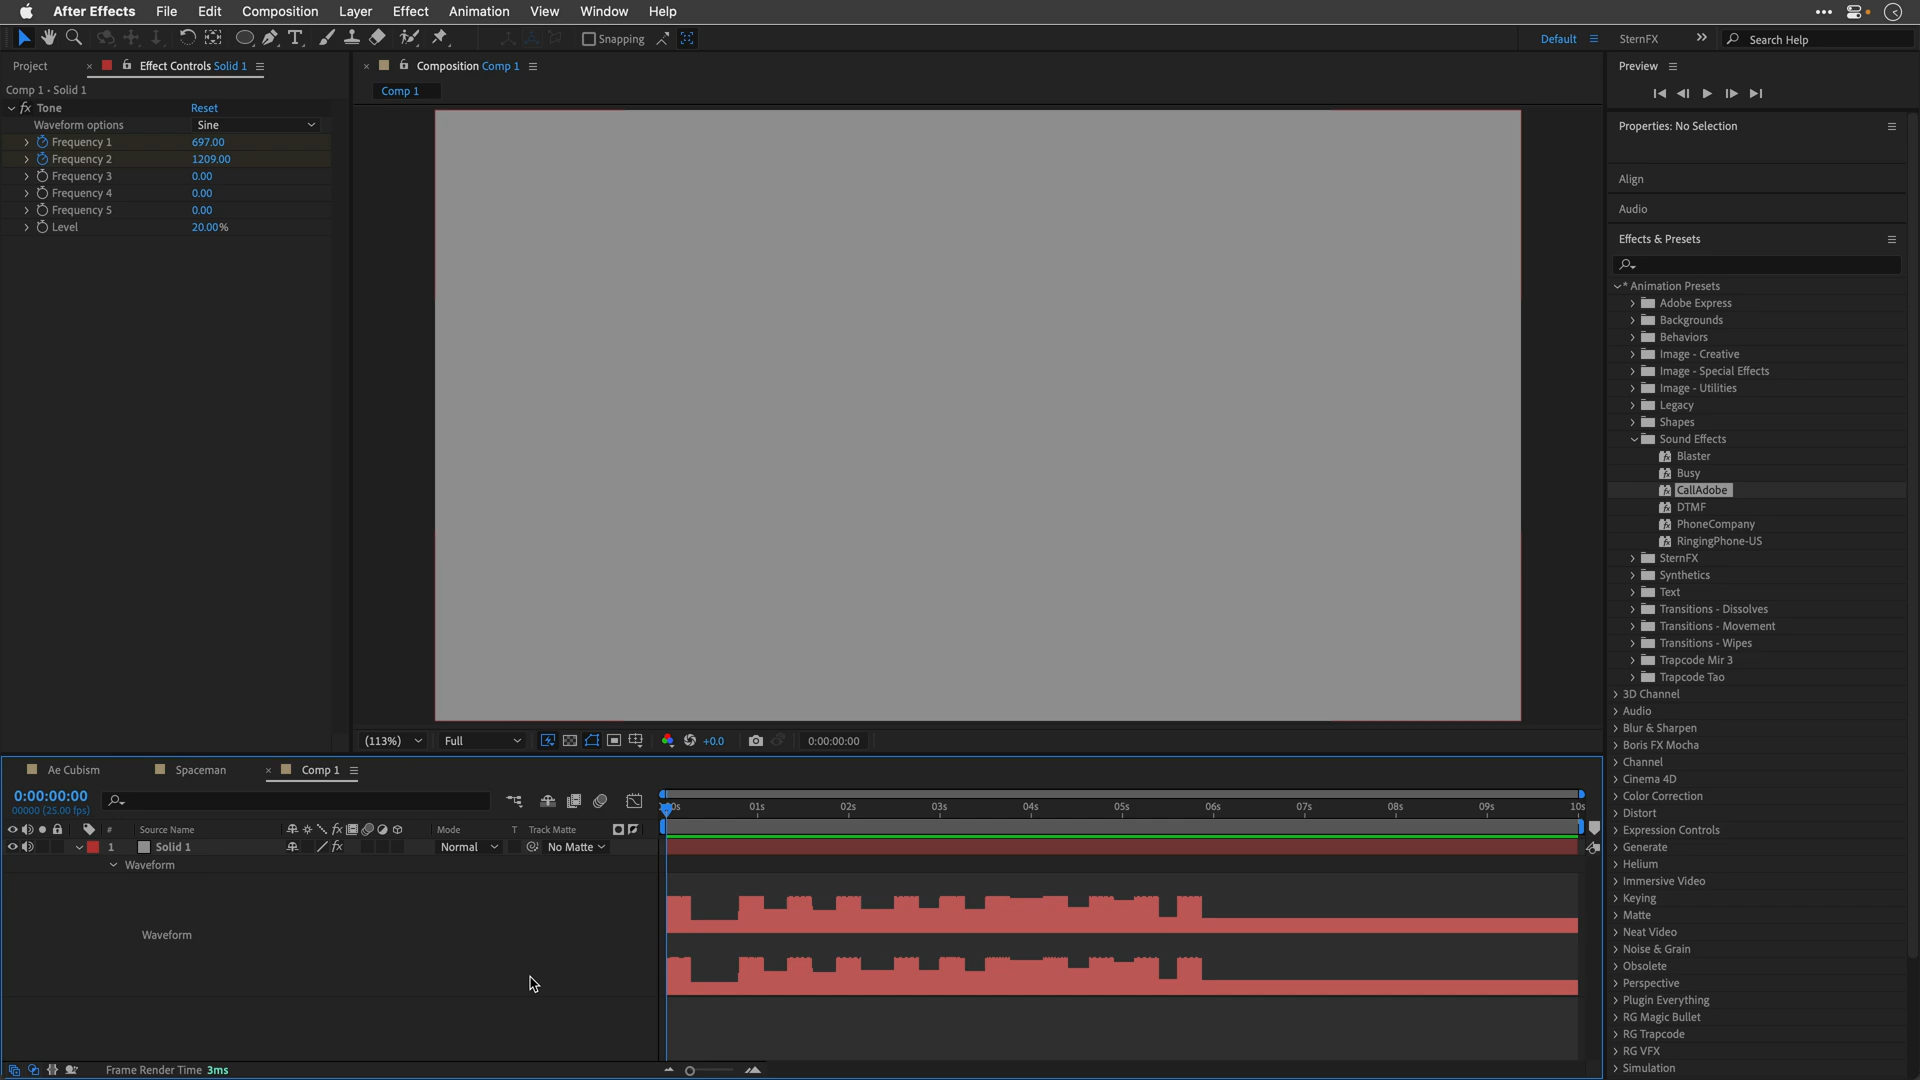 After Effects File Edit Composition Layer Effect Animation View Window Help
Snapping Default SternFX Search Help
Project Effect Controls Solid 1
Comp 1 • Solid 1
fx Tone Reset
Waveform options Sine
Frequency 1 697.00
Frequency 2 1209.00
Frequency 3 0.00
Frequency 4 0.00
Frequency 5 0.00
Level 20.00%
Composition Comp 1
Comp 1
(113%) Full +0.0 0:00:00:00
Preview
Properties: No Selection
Align
Audio
Effects & Presets
* Animation Presets
Adobe Express
Backgrounds
Behaviors
Image - Creative
Image - Special Effects
Image - Utilities
Legacy
Shapes
Sound Effects
Blaster
Busy
CallAdobe
DTMF
PhoneCompany
RingingPhone-US
SternFX
Synthetics
Text
Transitions - Dissolves
Transitions - Movement
Transitions - Wipes
Trapcode Mir 3
Trapcode Tao
3D Channel
Audio
Blur & Sharpen
Boris FX Mocha
Channel
Cinema 4D
Color Correction
Distort
Expression Controls
Generate
Helium
Immersive Video
Keying
Matte
Neat Video
Noise & Grain
Obsolete
Perspective
Plugin Everything
RG Magic Bullet
RG Trapcode
RG VFX
Simulation
Ae Cubism Spaceman Comp 1
0:00:00:00
00000 (25.00 fps)
01s 02s 03s 04s 05s 06s 07s 08s 09s 10s
# Source Name fx Mode T Track Matte
1 Solid 1 fx Normal No Matte
Waveform
Waveform
Frame Render Time 3ms